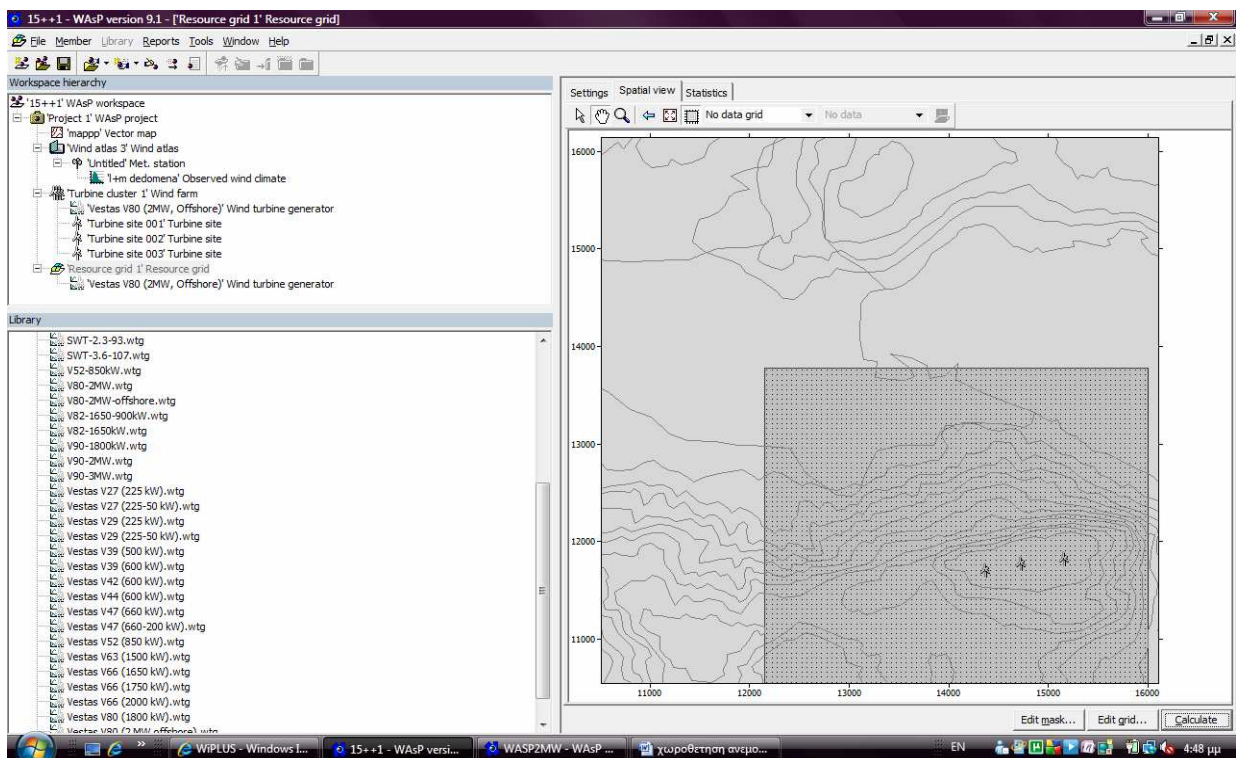 15++1 - WAsP version 9.1 - ['Resource grid 1' Resource grid]
File Member Library Reports Tools Window Help
Workspace hierarchy
'15++1' WAsP workspace
'Project 1' WAsP project
'mappp' Vector map
'Wind atlas 3' Wind atlas
'Untitled' Met. station
'l+m dedomena' Observed wind climate
'Turbine cluster 1' Wind farm
'Vestas V80 (2MW, Offshore)' Wind turbine generator
'Turbine site 001' Turbine site
'Turbine site 002' Turbine site
'Turbine site 003' Turbine site
'Resource grid 1' Resource grid
'Vestas V80 (2MW, Offshore)' Wind turbine generator
Library
SWT-2.3-93.wtg
SWT-3.6-107.wtg
V52-850kW.wtg
V80-2MW.wtg
V80-2MW-offshore.wtg
V82-1650-900kW.wtg
V82-1650kW.wtg
V90-1800kW.wtg
V90-2MW.wtg
V90-3MW.wtg
Vestas V27 (225 kW).wtg
Vestas V27 (225-50 kW).wtg
Vestas V29 (225 kW).wtg
Vestas V29 (225-50 kW).wtg
Vestas V39 (500 kW).wtg
Vestas V39 (600 kW).wtg
Vestas V42 (600 kW).wtg
Vestas V44 (600 kW).wtg
Vestas V47 (660 kW).wtg
Vestas V47 (660-200 kW).wtg
Vestas V52 (850 kW).wtg
Vestas V63 (1500 kW).wtg
Vestas V66 (1650 kW).wtg
Vestas V66 (1750 kW).wtg
Vestas V66 (2000 kW).wtg
Vestas V80 (1800 kW).wtg
Vestas V80 (2 MW offshore).wtg
Settings Spatial view Statistics
No data grid No data
16000
15000
14000
13000
12000
11000
11000 12000 13000 14000 15000 16000
Edit mask... Edit grid... Calculate
WiPLUS - Windows I... 15++1 - WAsP versi... WASP2MW - WAsP ... χωροθετηση ανεμο... EN 4:48 μμ